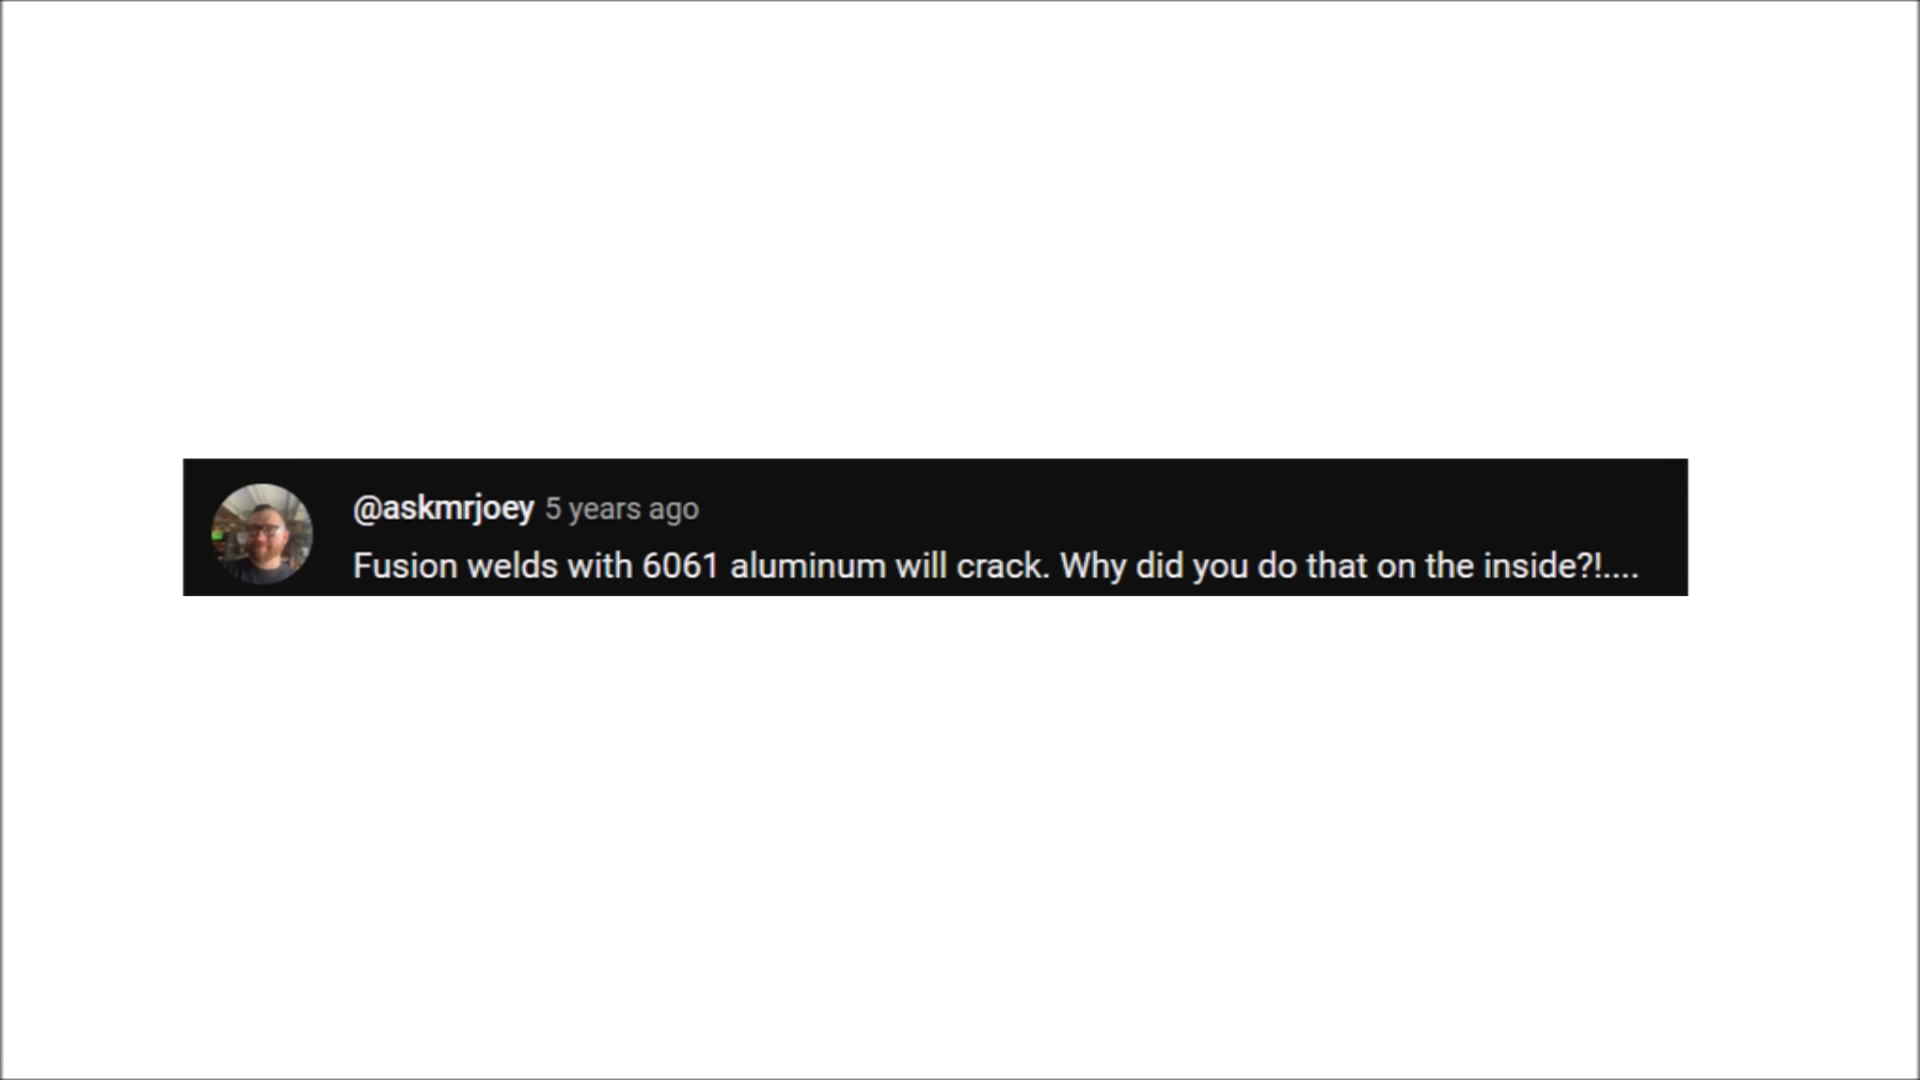 @askmrjoey 5 years ago
Fusion welds with 6061 aluminum will crack. Why did you do that on the inside?!....